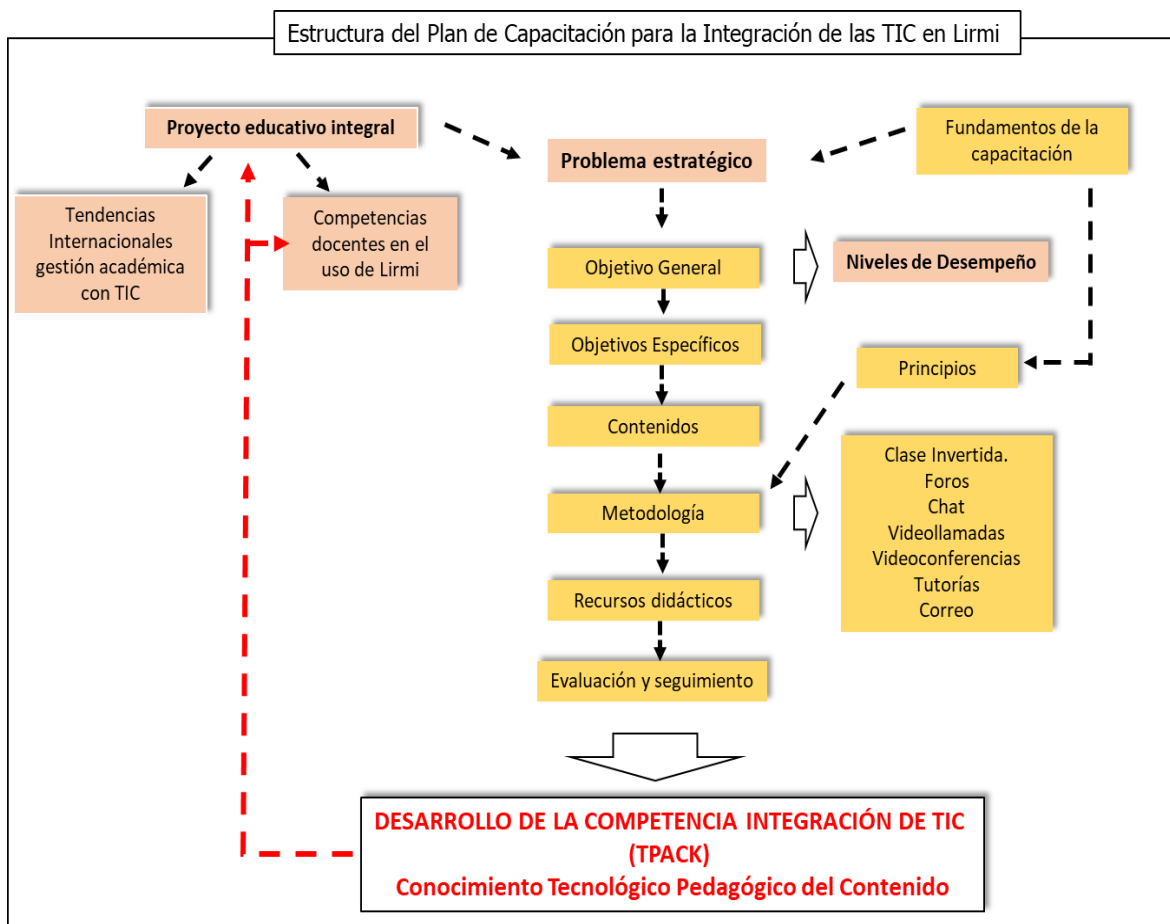 Estructura del Plan de Capacitación para la Integración de las TIC en Lirmi
Proyecto educativo integral
Tendencias
Internacionales
gestión académica
con TIC
Competencias
docentes en el
uso de Lirmi
Problema estratégico
Fundamentos de la
capacitación
Objetivo General
Niveles de Desempeño
Objetivos Específicos
Principios
Contenidos
Metodología
Clase Invertida.
Foros
Chat
Videollamadas
Videoconferencias
Tutorías
Correo
Recursos didácticos
Evaluación y seguimiento
DESARROLLO DE LA COMPETENCIA INTEGRACIÓN DE TIC
(TPACK)
Conocimiento Tecnológico Pedagógico del Contenido